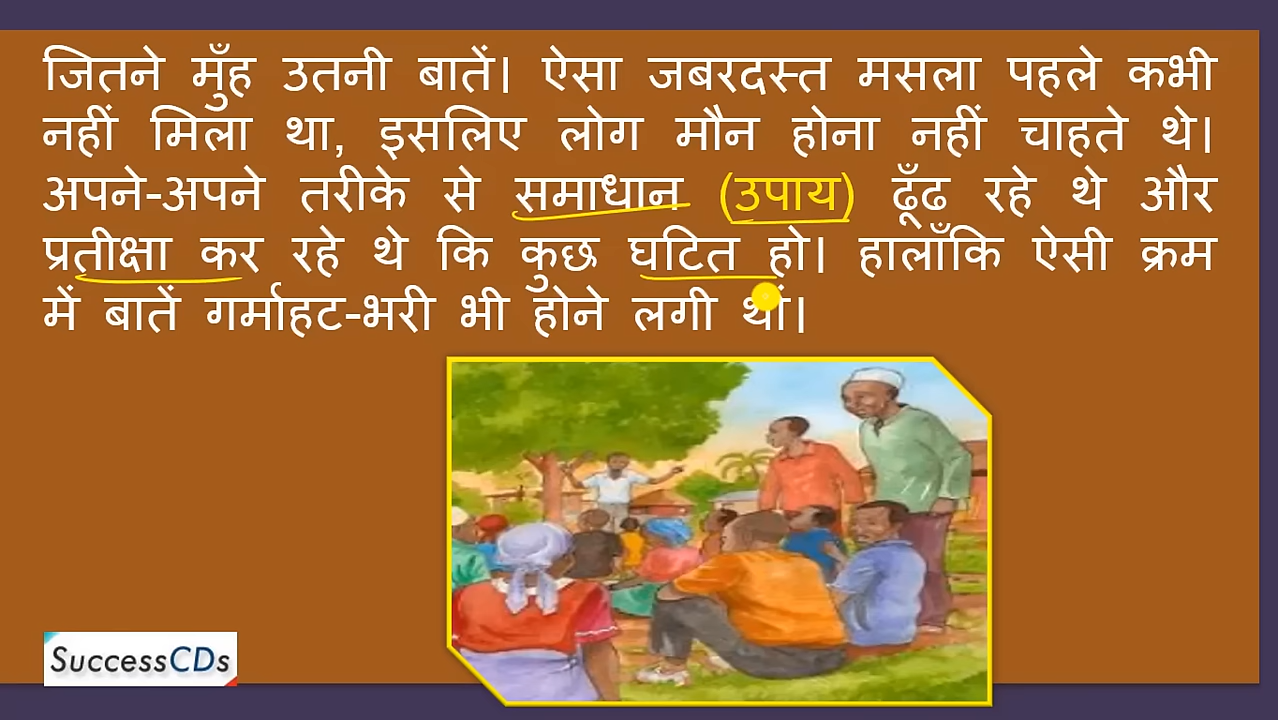 जितने मुँह उतनी बातें। ऐसा जबरदस्त मसला पहले कभी
नहीं मिला था, इसलिए लोग मौन होना नहीं चाहते थे।
अपने-अपने तरीके से समाधान (उपाय) ढूँढ रहे थे और
प्रतीक्षा कर रहे थे कि कुछ घटित हो। हालाँकि ऐसी क्रम
में बातें गर्माहट-भरी भी होने लगी थीं।
SuccessCDs